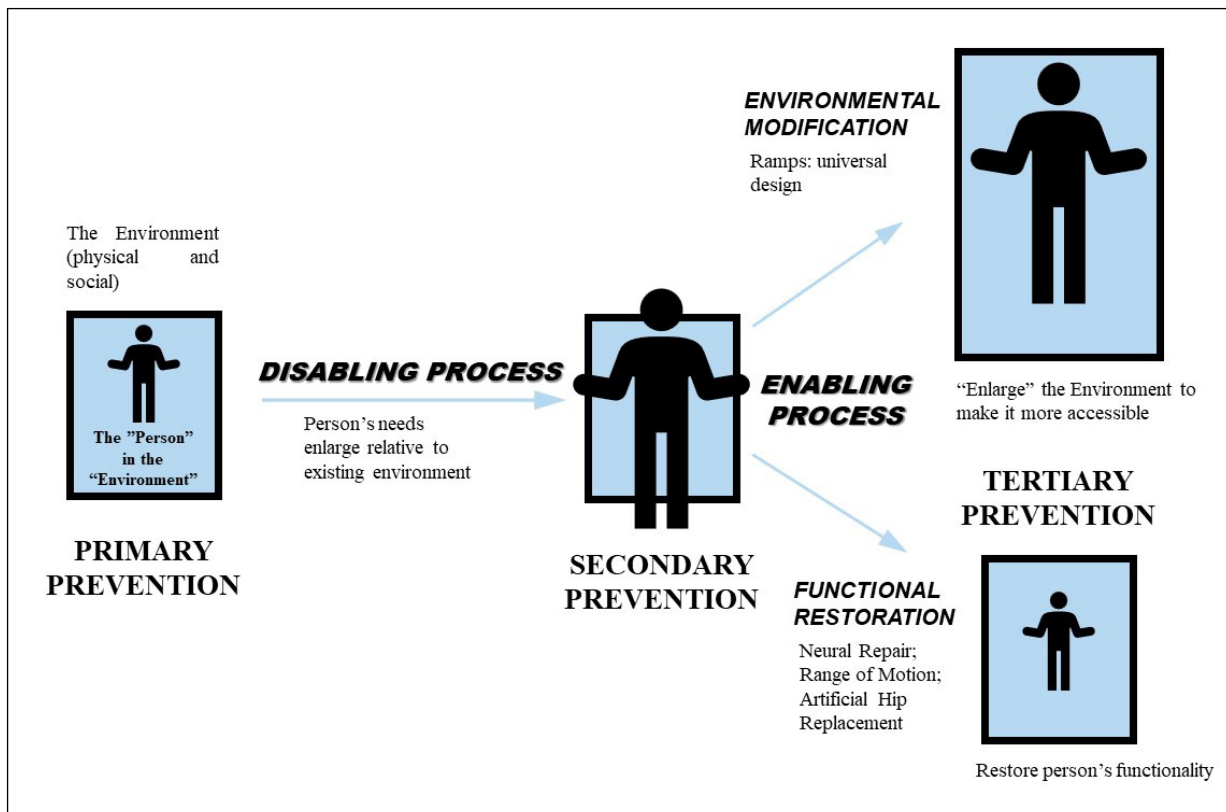 The Environment
(physical and
social)
The ”Person”
in the
“Environment”
PRIMARY
PREVENTION
DISABLING PROCESS
Person’s needs
enlarge relative to
existing environment
SECONDARY
PREVENTION
ENABLING
PROCESS
ENVIRONMENTAL
MODIFICATION
Ramps: universal
design
“Enlarge” the Environment to
make it more accessible
TERTIARY
PREVENTION
FUNCTIONAL
RESTORATION
Neural Repair;
Range of Motion;
Artificial Hip
Replacement
Restore person’s functionality